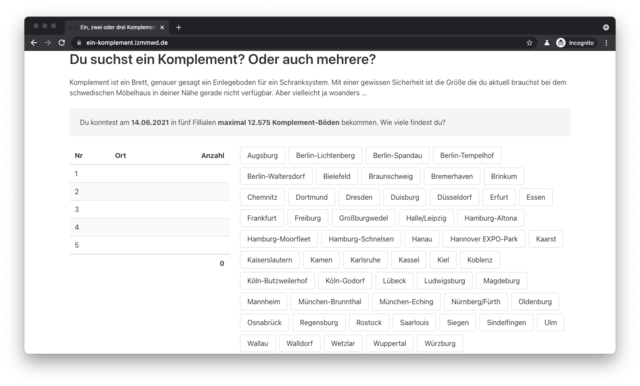 Ein, zwei oder drei Komplemen
ein-komplement.izmmwd.de
Incognito
Du suchst ein Komplement? Oder auch mehrere?
Komplement ist ein Brett, genauer gesagt ein Einlegeboden für ein Schranksystem. Mit einer gewissen Sicherheit ist die Größe die du aktuell brauchst bei dem
schwedischen Möbelhaus in deiner Nähe gerade nicht verfügbar. Aber vielleicht ja woanders ...
Du konntest am 14.06.2021 in fünf Fillialen maximal 12.575 Komplement-Böden bekommen. Wie viele findest du?
Nr Ort Anzahl
1
2
3
4
5
0
Augsburg Berlin-Lichtenberg Berlin-Spandau Berlin-Tempelhof
Berlin-Waltersdorf Bielefeld Braunschweig Bremerhaven Brinkum
Chemnitz Dortmund Dresden Duisburg Düsseldorf Erfurt Essen
Frankfurt Freiburg Großburgwedel Halle/Leipzig Hamburg-Altona
Hamburg-Moorfleet Hamburg-Schnelsen Hanau Hannover EXPO-Park Kaarst
Kaiserslautern Kamen Karlsruhe Kassel Kiel Koblenz
Köln-Butzweilerhof Köln-Godorf Lübeck Ludwigsburg Magdeburg
Mannheim München-Brunnthal München-Eching Nürnberg/Fürth Oldenburg
Osnabrück Regensburg Rostock Saarlouis Siegen Sindelfingen Ulm
Wallau Walldorf Wetzlar Wuppertal Würzburg